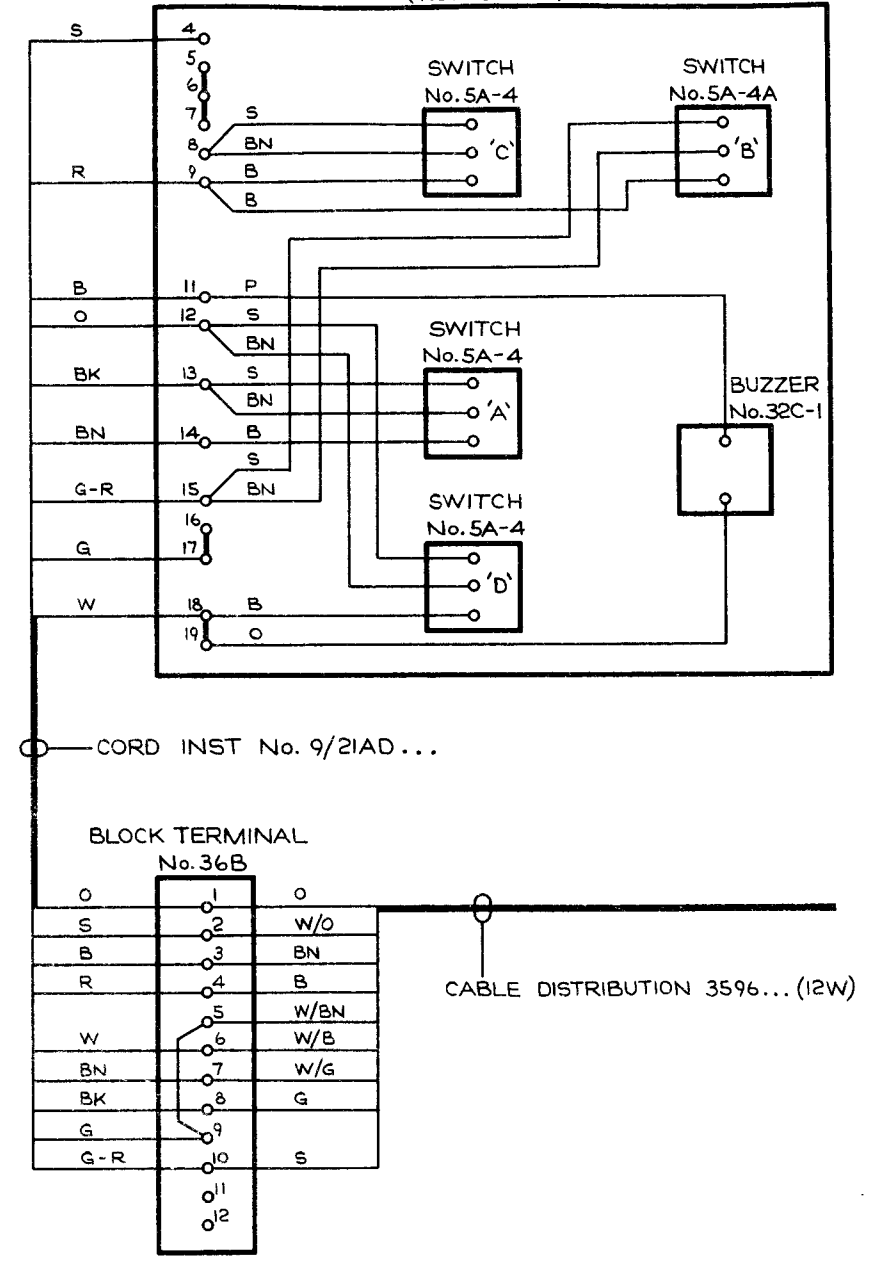 S
4
5
6
7
SWITCH
No.5A-4
SWITCH
No.5A-4A
8
S
BN
'C'
'B'
R
9
B
B
B
11
P
O
12
S
BN
SWITCH
No.5A-4
BK
13
S
BN
'A'
BUZZER
No.32C-1
BN
14
B
S
G-R
15
BN
16
SWITCH
No.5A-4
G
17
'D'
W
18
B
19
O
CORD INST No. 9/21AD...
BLOCK TERMINAL
No.36B
O
1
O
S
2
W/O
B
3
BN
R
4
B
5
W/BN
W
6
W/B
BN
7
W/G
BK
8
G
G
9
G-R
10
S
11
12
CABLE DISTRIBUTION 3596...(12W)